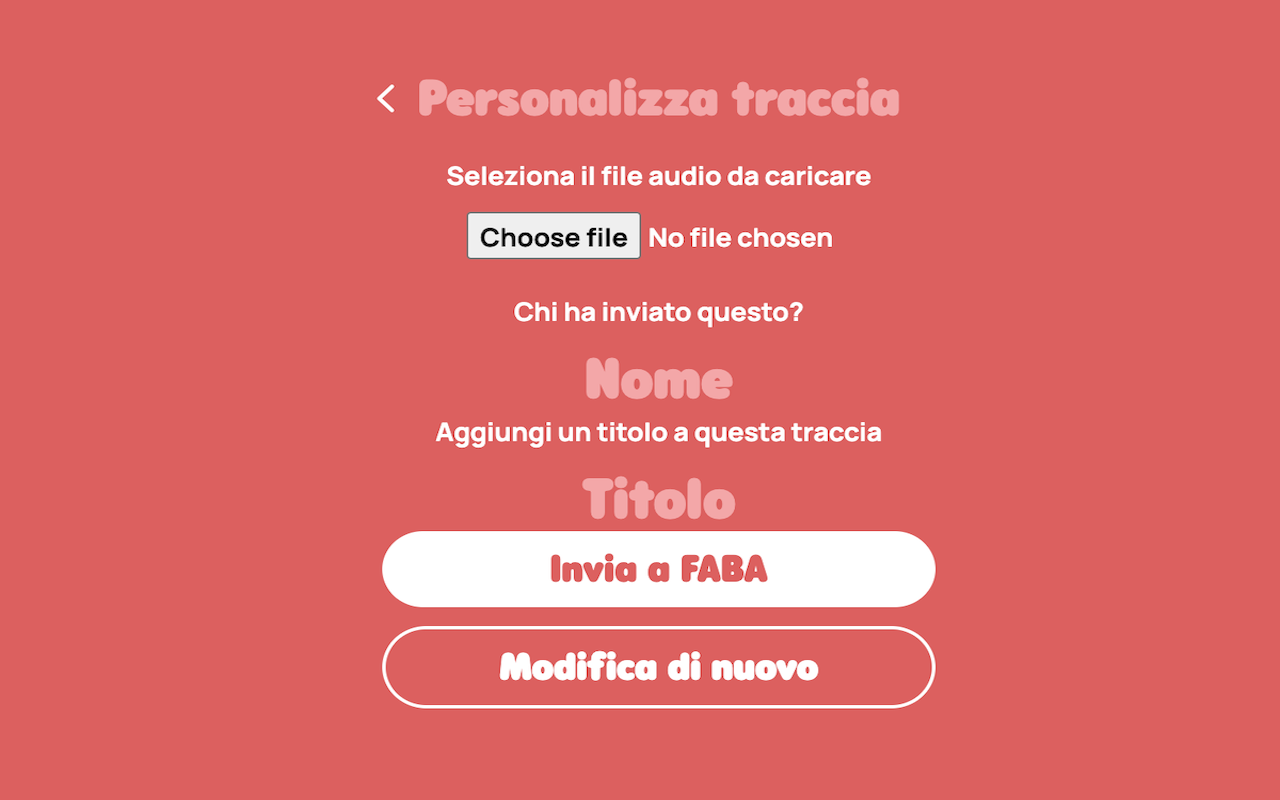 Personalizza traccia
Seleziona il file audio da caricare
Choose file No file chosen
Chi ha inviato questo?
Nome
Aggiungi un titolo a questa traccia
Titolo
Invia a FABA
Modifica di nuovo